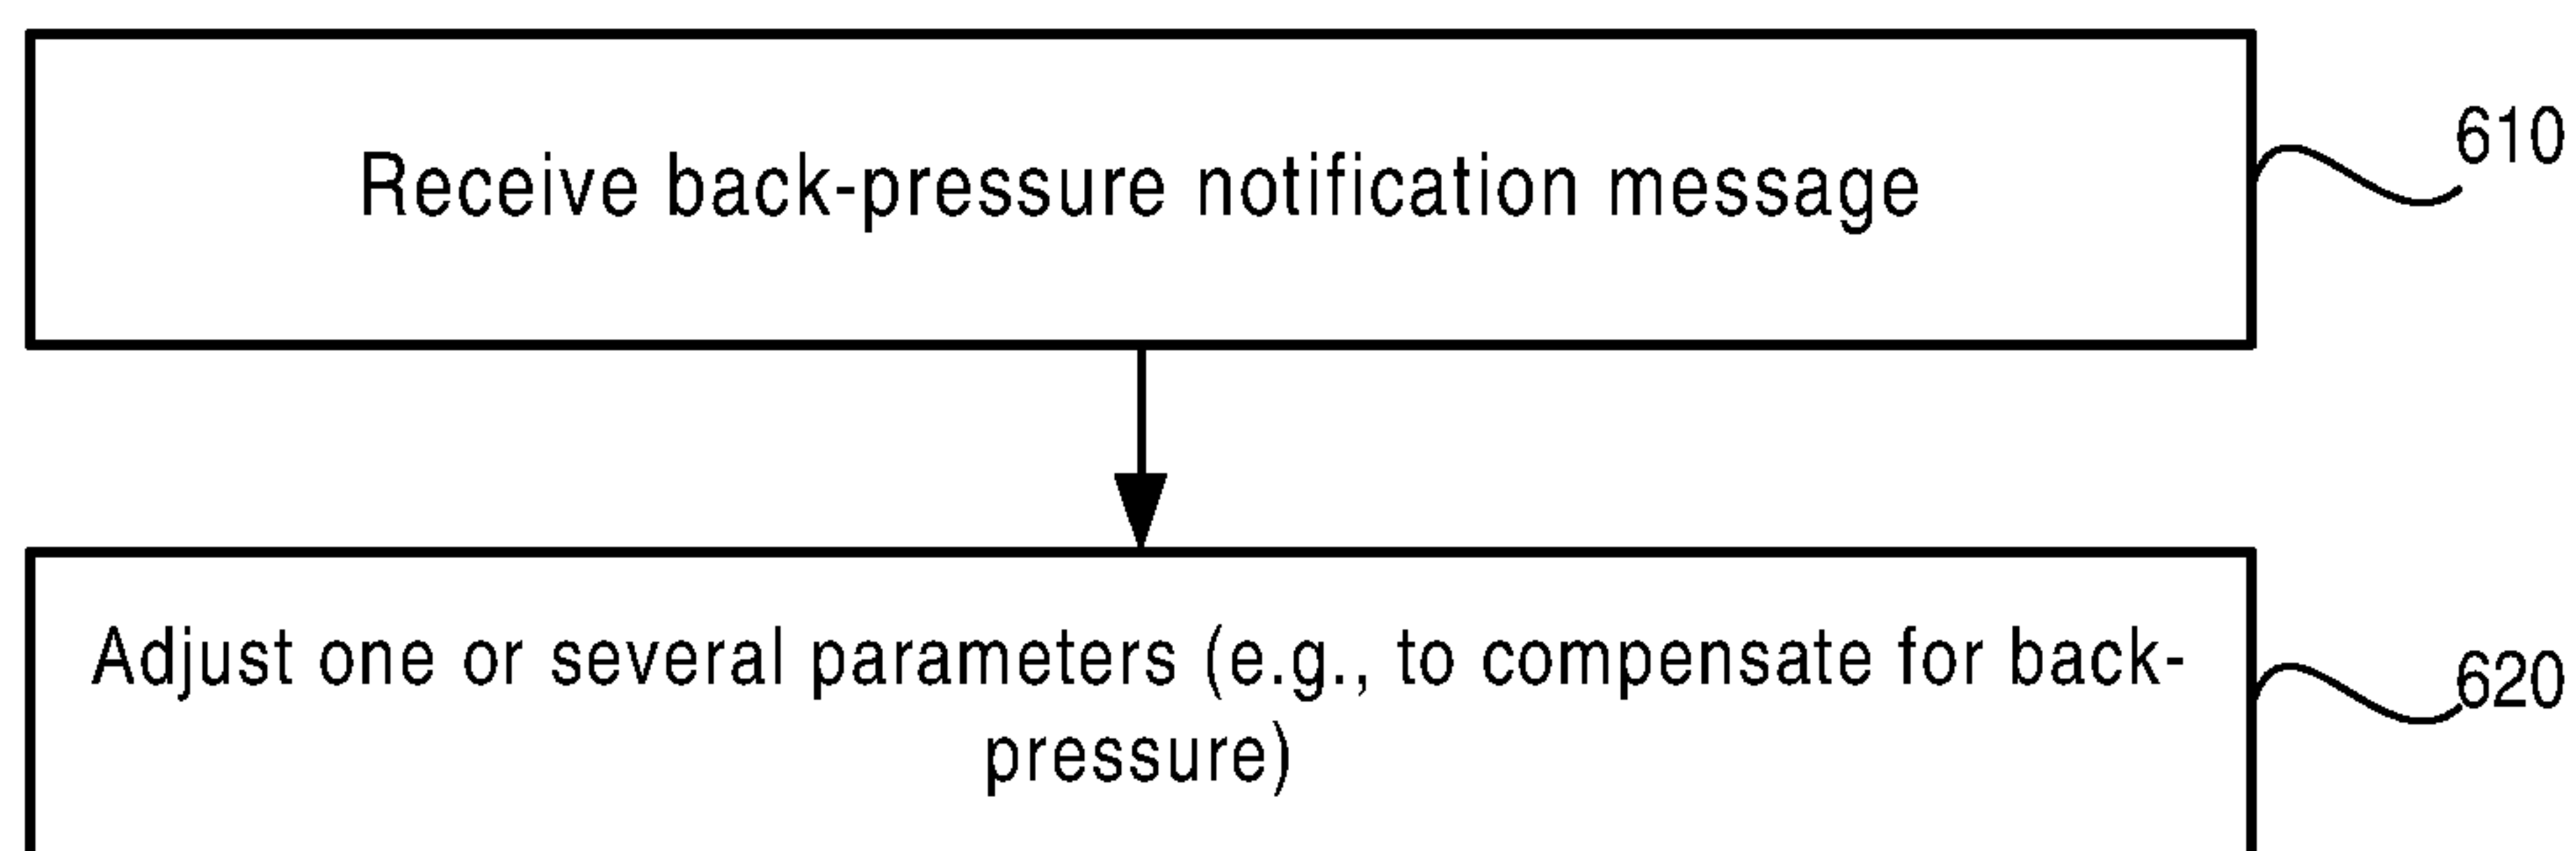 Receive back-pressure notification message
610
Adjust one or several parameters (e.g., to compensate for back-
pressure)
620